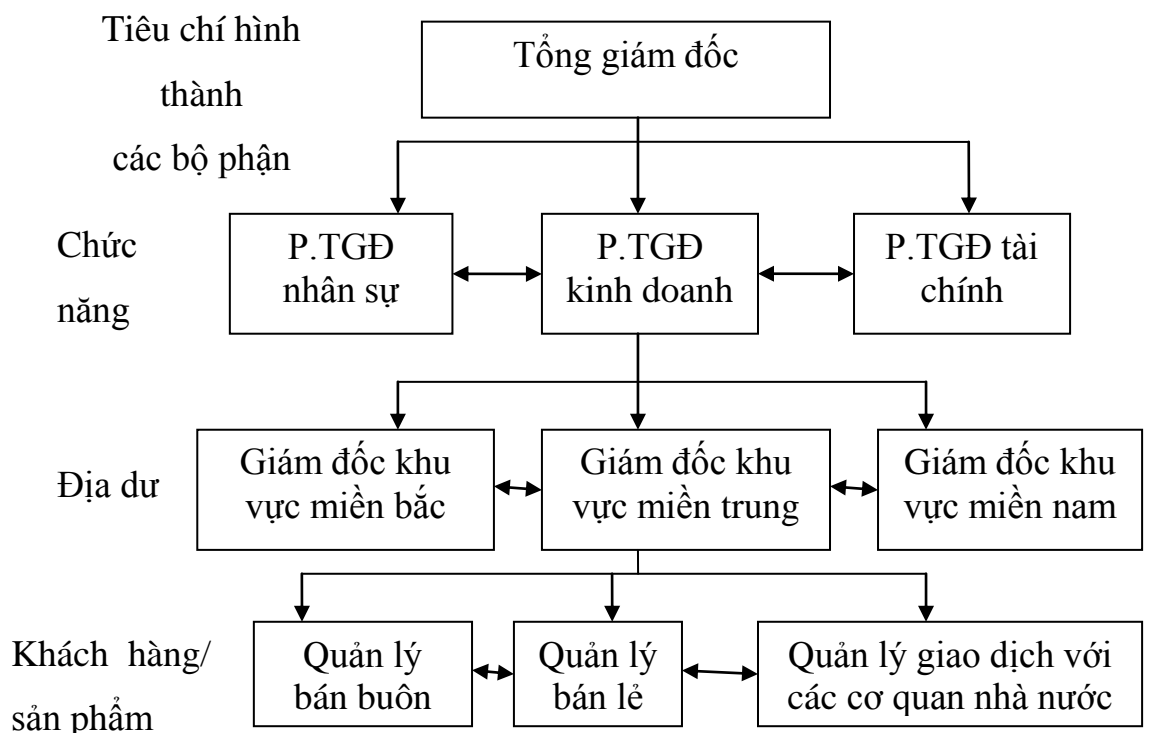 Tiêu chí hình
thành
các bộ phận
Tổng giám đốc
Chức
năng
P.TGĐ
nhân sự
P.TGĐ
kinh doanh
P.TGĐ tài
chính
Địa dư
Giám đốc khu
vực miền bắc
Giám đốc khu
vực miền trung
Giám đốc khu
vực miền nam
Khách hàng/
sản phẩm
Quản lý
bán buôn
Quản lý
bán lẻ
Quản lý giao dịch với
các cơ quan nhà nước